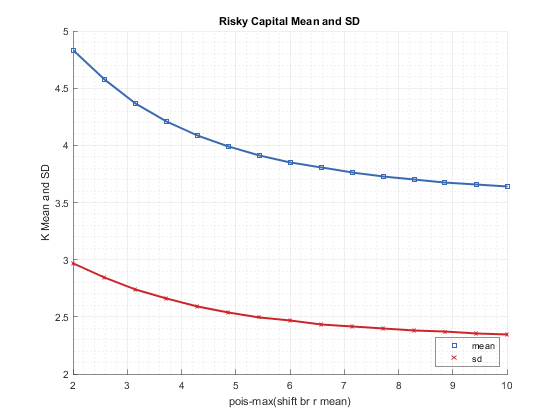 Risky Capital Mean and SD
K Mean and SD
5
4.5
4
3.5
3
2.5
2
2 3 4 5 6 7 8 9 10
pois-max(shift br r mean)
mean
sd